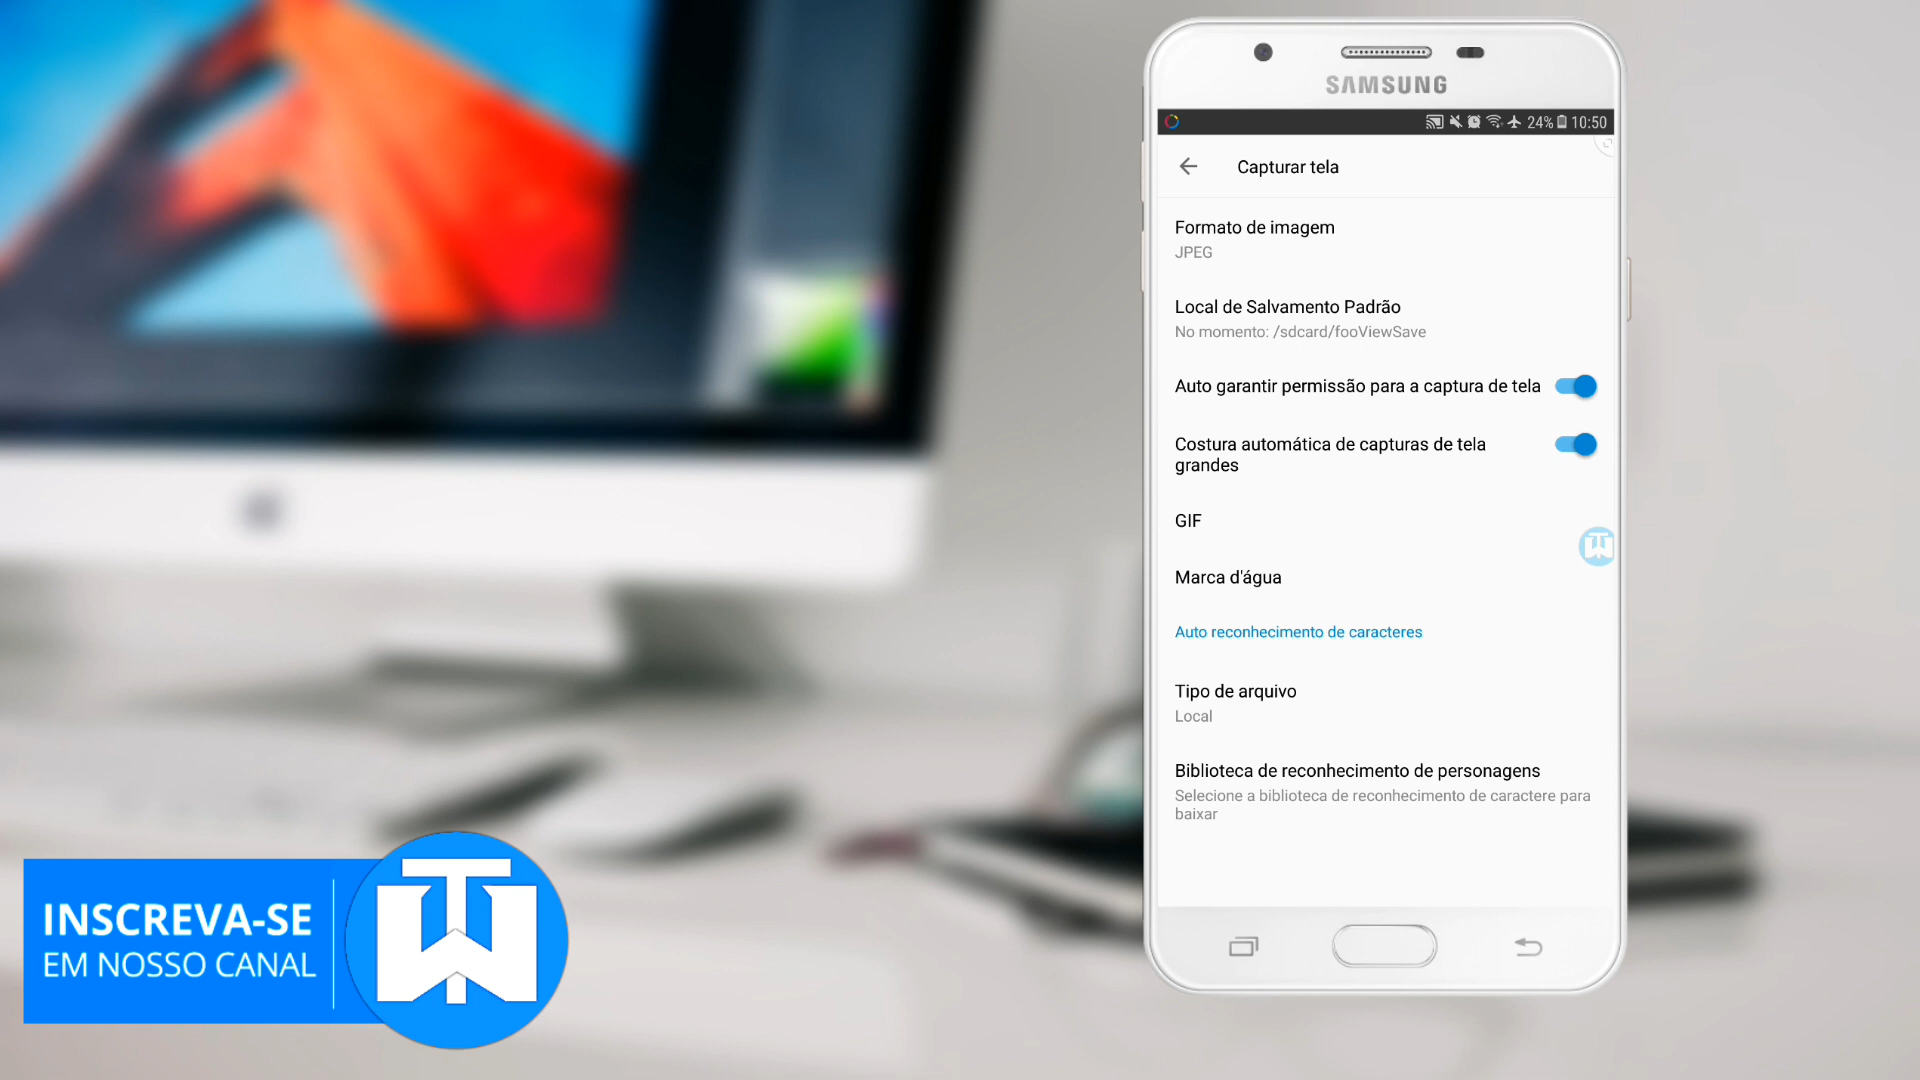 SAMSUNG
24% 10:50
Capturar tela
Formato de imagem
JPEG
Local de Salvamento Padrão
No momento: /sdcard/fooViewSave
Auto garantir permissão para a captura de tela
Costura automática de capturas de tela
grandes
GIF
Marca d'água
Auto reconhecimento de caracteres
Tipo de arquivo
Local
Biblioteca de reconhecimento de personagens
Selecione a biblioteca de reconhecimento de caractere para
baixar
INSCREVA-SE
EM NOSSO CANAL
TW